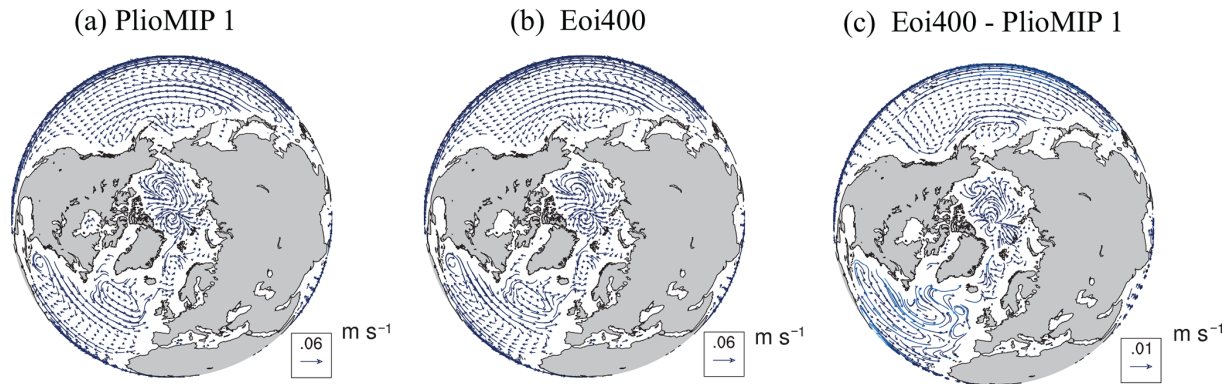 (a) PlioMIP 1
(b) Eoi400
(c) Eoi400 - PlioMIP 1
.06
m s⁻¹
.06
m s⁻¹
.01
m s⁻¹